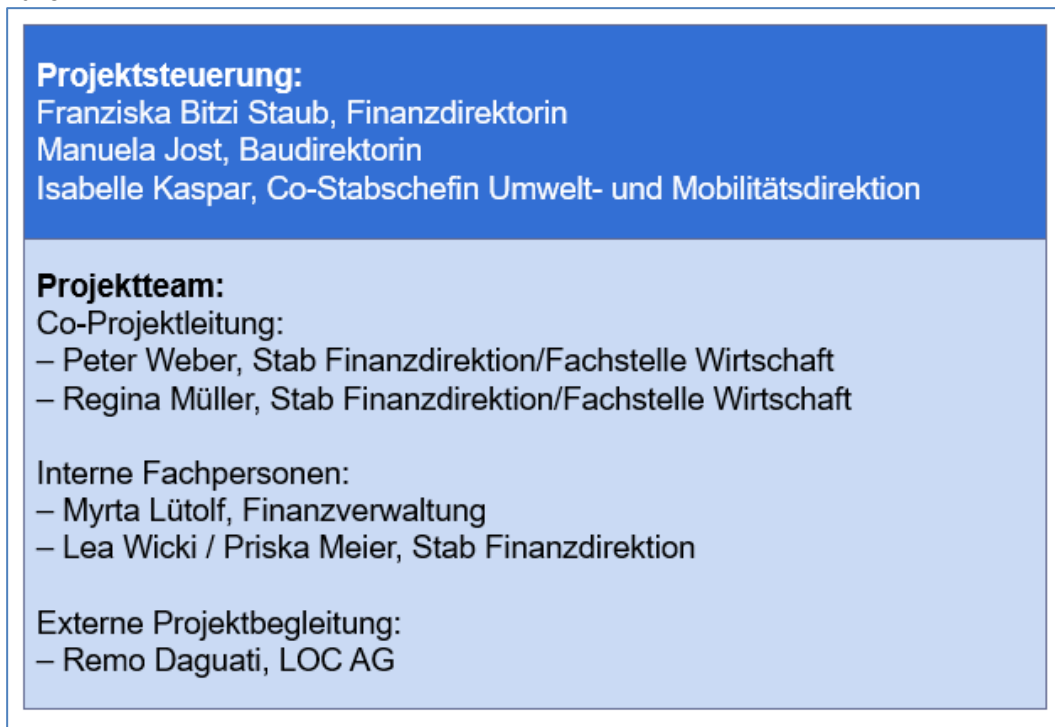 Projektsteuerung:
Franziska Bitzi Staub, Finanzdirektorin
Manuela Jost, Baudirektorin
Isabelle Kaspar, Co-Stabschefin Umwelt- und Mobilitätsdirektion
Projektteam:
Co-Projektleitung:
– Peter Weber, Stab Finanzdirektion/Fachstelle Wirtschaft
– Regina Müller, Stab Finanzdirektion/Fachstelle Wirtschaft
Interne Fachpersonen:
– Myrta Lütolf, Finanzverwaltung
– Lea Wicki / Priska Meier, Stab Finanzdirektion
Externe Projektbegleitung:
– Remo Daguati, LOC AG